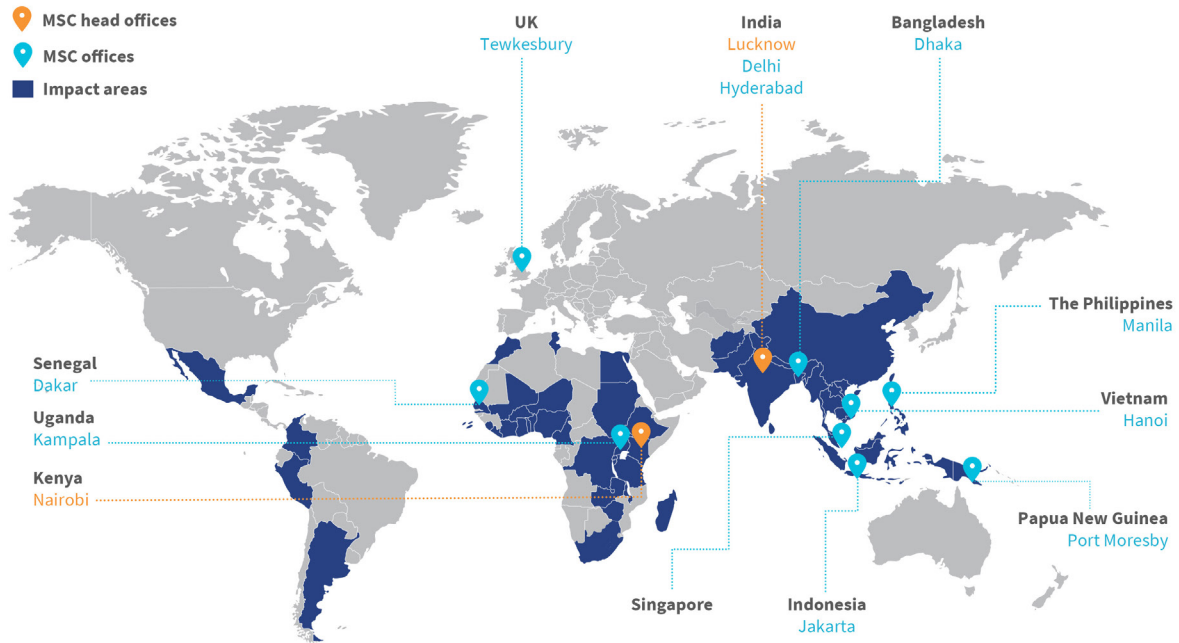 MSC head offices
MSC offices
Impact areas
UK
Tewkesbury
India
Lucknow
Delhi
Hyderabad
Bangladesh
Dhaka
The Philippines
Manila
Senegal
Dakar
Vietnam
Hanoi
Uganda
Kampala
Kenya
Nairobi
Papua New Guinea
Port Moresby
Singapore
Indonesia
Jakarta